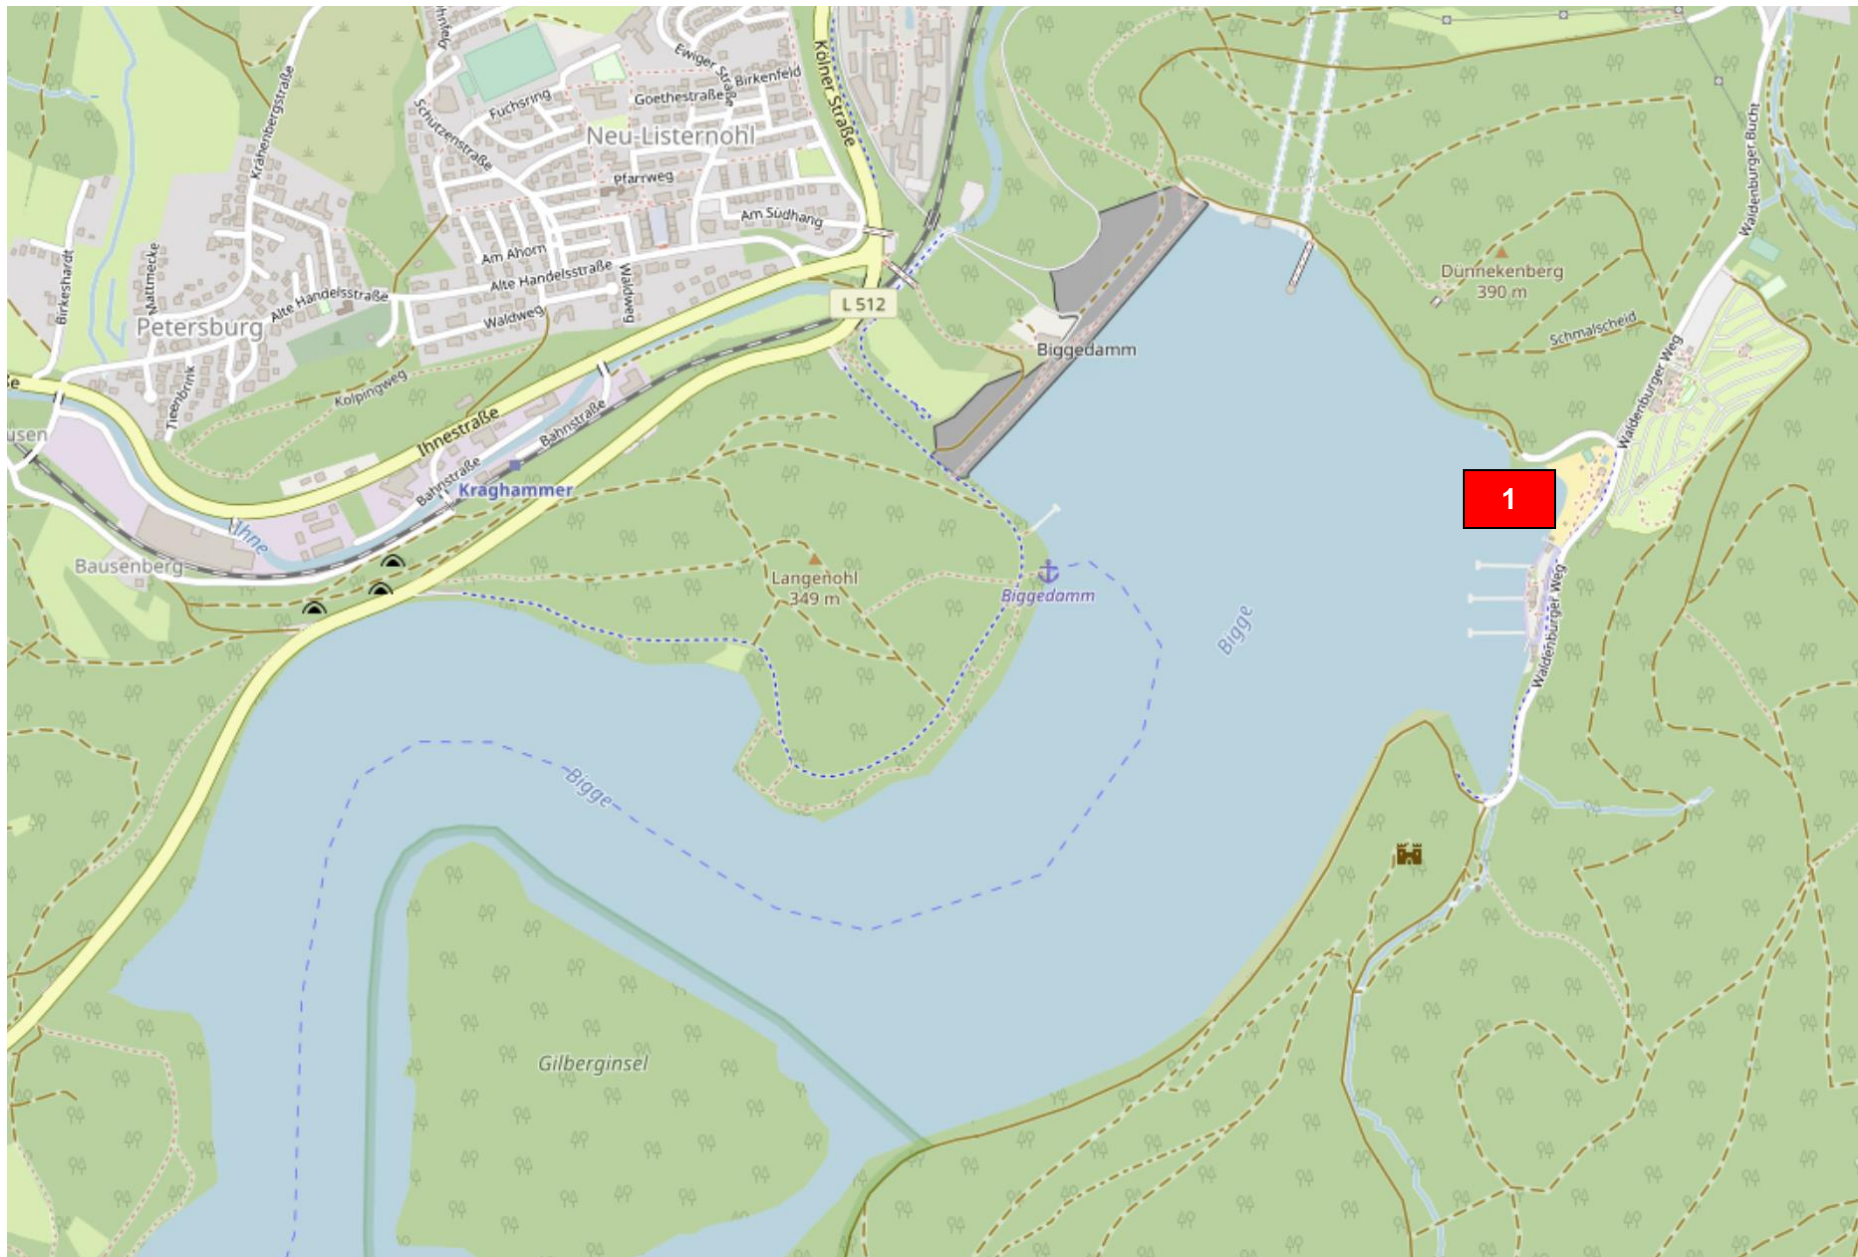 Ewiger Straße
Birkenfeld
Kölner Straße
Fuchsring
Goethestraße
Krähenbergstraße
Schützenstraße
Neu-Listernohl
Waldenburger Bucht
Pfarrweg
Am Südhang
Mattmecke
Birkeshardt
Am Ahorn
Alte Handelsstraße
Alte Handelsstraße
Waldweg
Waldweg
Petersburg
L 512
Dünnekenberg
390 m
Schmalscheid
Biggedamm
Tieenbrink
Kolpingweg
Waldenburger Weg
Ihnestraße
Bahnstraße
Bahnstraße
Kraghammer
1
Ihne
Bausenberg
Langenohl
349 m
Biggedamm
Bigge
Waldenburger Weg
Bigge
Gilberginsel